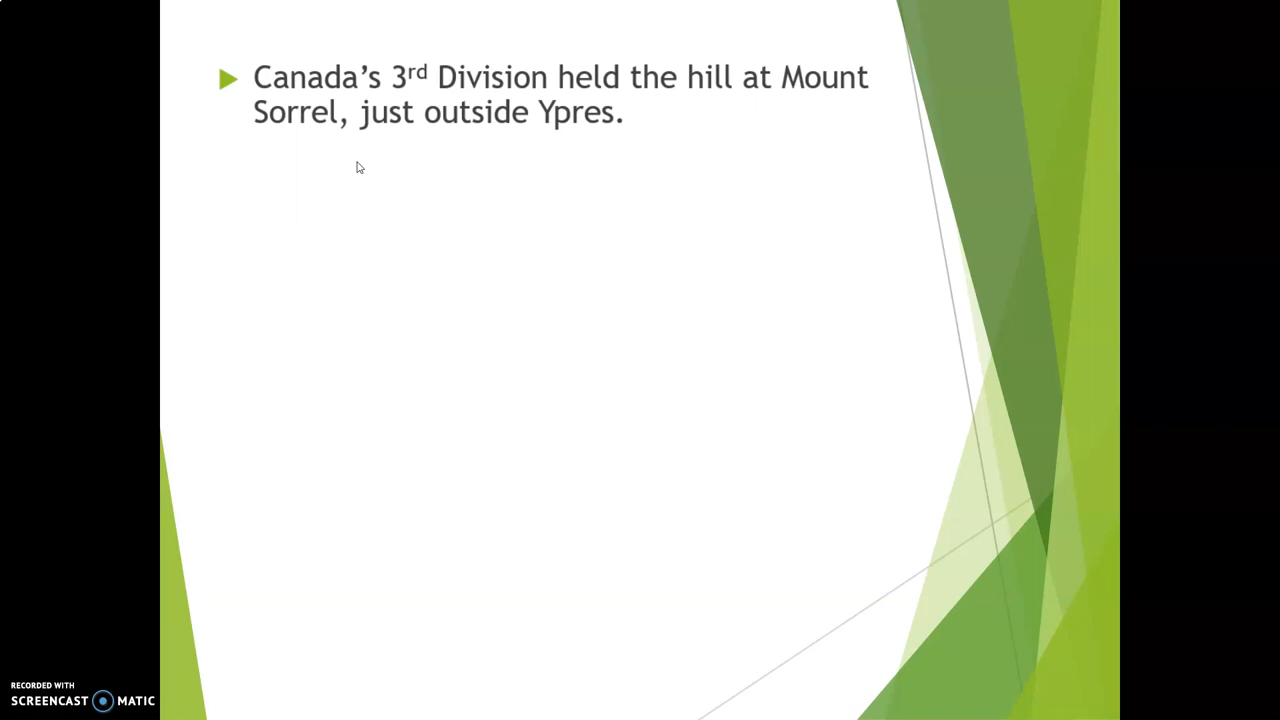 Canada’s 3rd Division held the hill at Mount
Sorrel, just outside Ypres.
RECORDED WITH
SCREENCAST MATIC